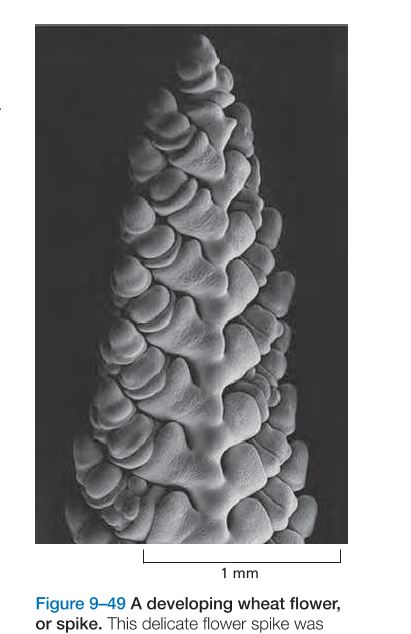 1 mm
Figure 9–49 A developing wheat flower,
or spike. This delicate flower spike was